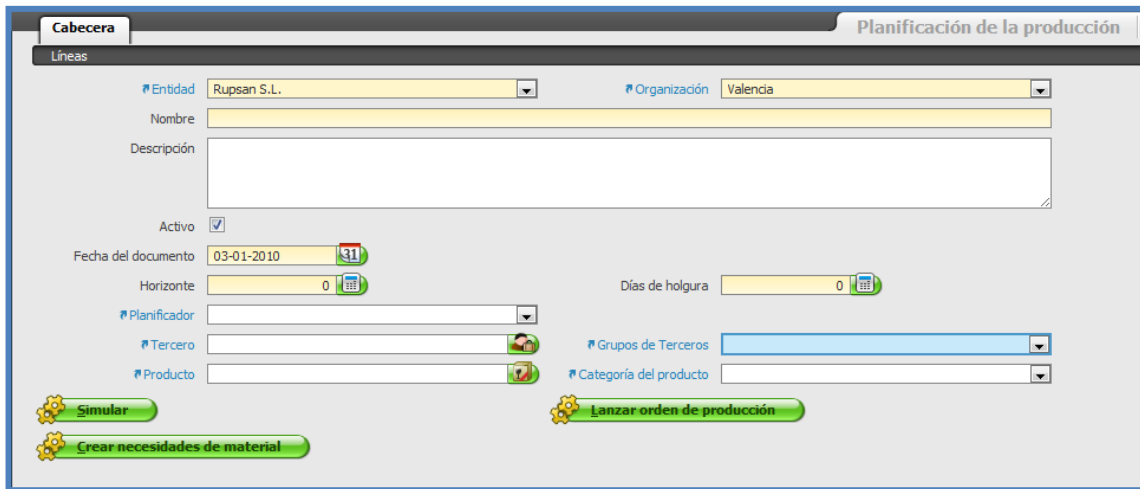 Cabecera
Planificación de la producción
Líneas
Entidad Rupsan S.L. Organización Valencia
Nombre
Descripción
Activo
Fecha del documento 03-01-2010 31
Horizonte 0 Días de holgura 0
Planificador
Tercero Grupos de Terceros
Producto Categoría del producto
Simular Lanzar orden de producción
Crear necesidades de material